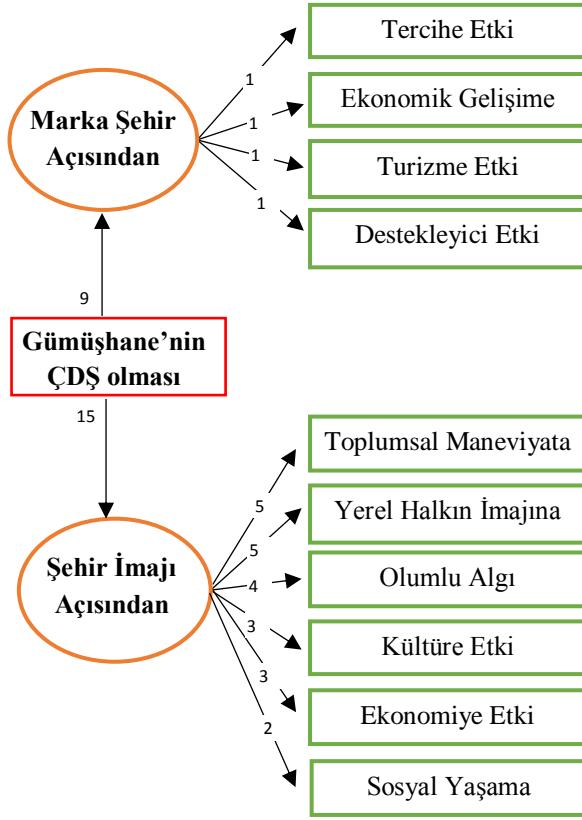 Tercihe Etki
1
Ekonomik Gelişime
1
Marka Şehir
Açısından
1
Turizme Etki
1
Destekleyici Etki
9
Gümüşhane’nin
ÇDŞ olması
15
Toplumsal Maneviyata
5
Yerel Halkın İmajına
5
Şehir İmajı
Açısından
4
Olumlu Algı
3
Kültüre Etki
3
Ekonomiye Etki
2
Sosyal Yaşama